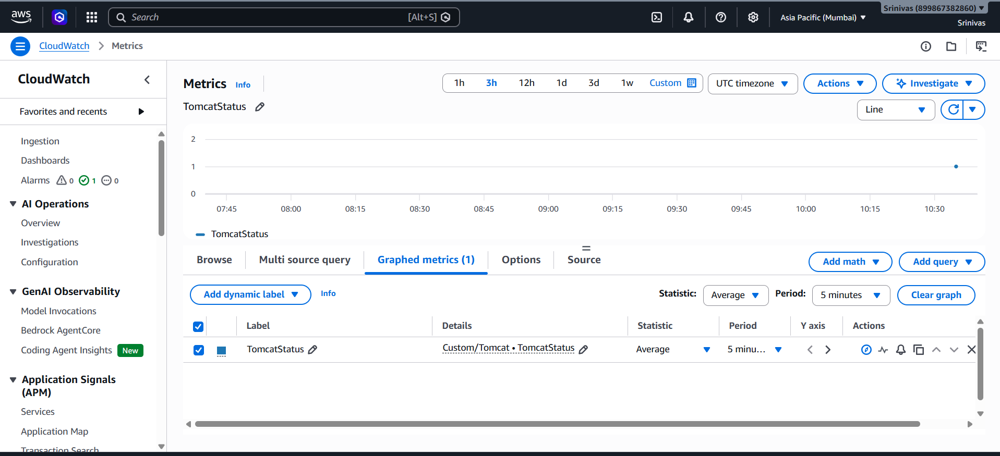 aws
Search
[Alt+S]
Asia Pacific (Mumbai)
Srinivas (899867382860)
Srinivas
CloudWatch
Metrics
CloudWatch
Favorites and recents
Ingestion
Dashboards
Alarms 0 1 0
AI Operations
Overview
Investigations
Configuration
GenAI Observability
Model Invocations
Bedrock AgentCore
Coding Agent Insights New
Application Signals
(APM)
Services
Application Map
Transaction Search
Metrics Info
1h 3h 12h 1d 3d 1w Custom
UTC timezone
Actions
Investigate
TomcatStatus
Line
2
1
0
07:45 08:00 08:15 08:30 08:45 09:00 09:15 09:30 09:45 10:00 10:15 10:30
TomcatStatus
Browse Multi source query Graphed metrics (1) Options Source
Add math Add query
Add dynamic label Info
Statistic: Average Period: 5 minutes Clear graph
Label Details Statistic Period Y axis Actions
TomcatStatus Custom/Tomcat • TomcatStatus Average 5 minu...